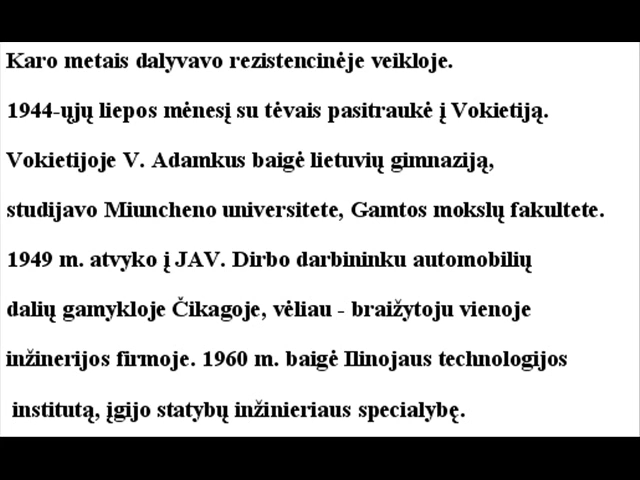 Karo metais dalyvavo rezistencinėje veikloje.
1944-ųjų liepos mėnesį su tėvais pasitraukė į Vokietiją.
Vokietijoje V. Adamkus baigė lietuvių gimnaziją,
studijavo Miuncheno universitete, Gamtos mokslų fakultete.
1949 m. atvyko į JAV. Dirbo darbininku automobilių
dalių gamykloje Čikagoje, vėliau - braižytoju vienoje
inžinerijos firmoje. 1960 m. baigė Ilinojaus technologijos
institutą, įgijo statybų inžinieriaus specialybę.